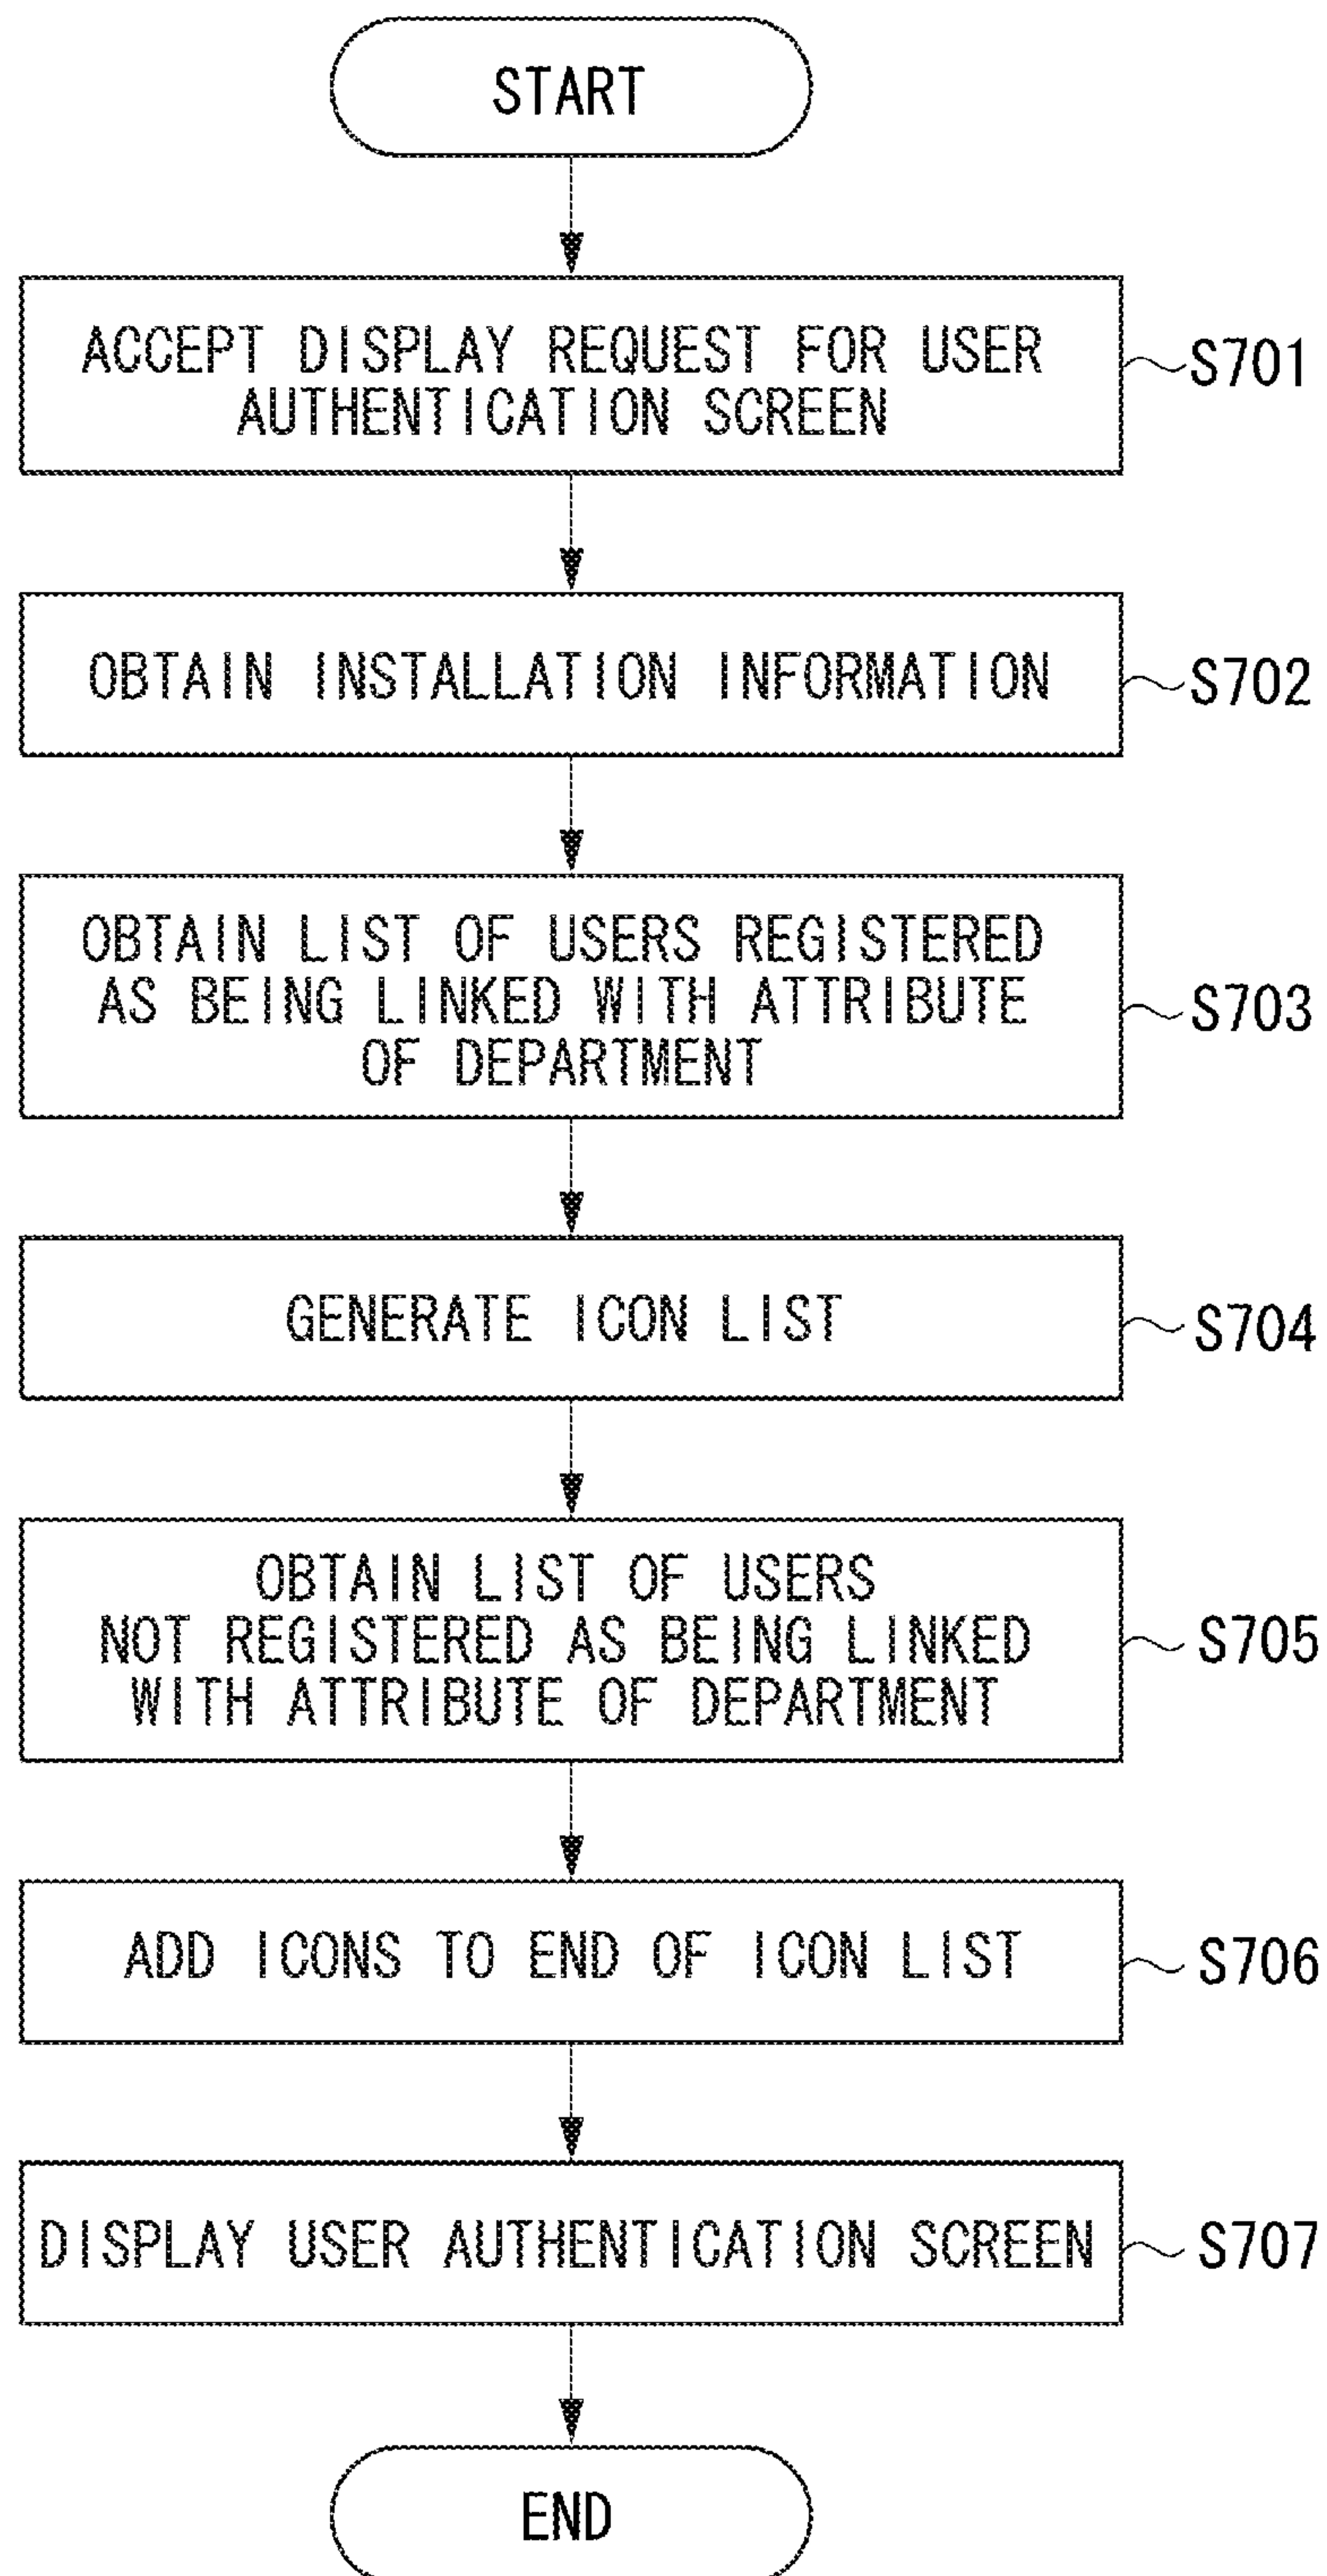 START
ACCEPT DISPLAY REQUEST FOR USER
AUTHENTICATION SCREEN
S701
OBTAIN INSTALLATION INFORMATION
S702
OBTAIN LIST OF USERS REGISTERED
AS BEING LINKED WITH ATTRIBUTE
OF DEPARTMENT
S703
GENERATE ICON LIST
S704
OBTAIN LIST OF USERS
NOT REGISTERED AS BEING LINKED
WITH ATTRIBUTE OF DEPARTMENT
S705
ADD ICONS TO END OF ICON LIST
S706
DISPLAY USER AUTHENTICATION SCREEN
S707
END